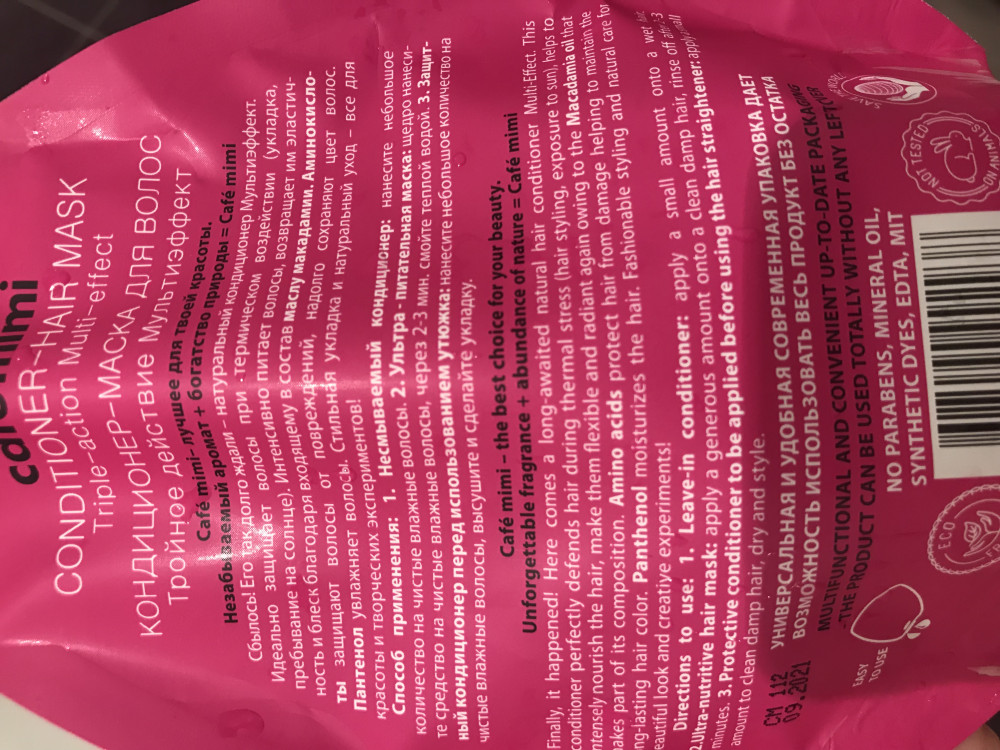 mimi
CONDITIONER-HAIR MASK
Triple-action Multi-effect
КОНДИЦИОНЕР-МАСКА ДЛЯ ВОЛОС
Тройное действие Мультиэффект
Café mimi- лучшее для твоей красоты.
Незабываемый аромат + богатство природы = Café mimi
Сбылось! Его так долго ждали – натуральный кондиционер Мультиэффект.
Идеально защищает волосы при термическом воздействии (укладка,
пребывание на солнце). Интенсивно питает волосы, возвращает им эластич-
ность и блеск благодаря входящему в состав маслу макадамии. Аминокисло-
ты защищают волосы от повреждений, надолго сохраняют цвет волос.
Пантенол увлажняет волосы. Стильная укладка и натуральный уход – все для
красоты и творческих экспериментов!
Способ применения: 1. Несмываемый кондиционер: нанесите небольшое
количество на чистые влажные волосы. 2. Ультра - питательная маска: щедро нанеси-
те средство на чистые влажные волосы, через 2-3 мин. смойте теплой водой. 3. Защит-
ный кондиционер перед использованием утюжка: нанесите небольшое количество на
чистые влажные волосы, высушите и сделайте укладку.
Café mimi – the best choice for your beauty.
Unforgettable fragrance + abundance of nature = Café mimi
Finally, it happened! Here comes a long-awaited natural hair conditioner Multi-Effect. This
conditioner perfectly defends hair during thermal stress (hair styling, exposure to sun), helps to
intensely nourish the hair, make them flexible and radiant again owing to the Macadamia oil that
akes part of its composition. Amino acids protect hair from damage helping to maintain the
ng-lasting hair color. Panthenol moisturizes the hair. Fashionable styling and natural care for
eautiful look and creative experiments!
Directions to use: 1. Leave-in conditioner: apply a small amount onto a wet
2.Ultra-nutritive hair mask: apply a generous amount onto a clean damp hair, rinse off after
minutes. 3. Protective conditioner to be applied before using the hair straightener: apply small
amount to clean damp hair, dry and style.
УНИВЕРСАЛЬНАЯ И УДОБНАЯ СОВРЕМЕННАЯ УПАКОВКА ДАЕТ
ВОЗМОЖНОСТЬ ИСПОЛЬЗОВАТЬ ВЕСЬ ПРОДУКТ БЕЗ ОСТАТКА
MULTIFUNCTIONAL AND CONVENIENT UP-TO-DATE PACKAGING
-THE PRODUCT CAN BE USED TOTALLY WITHOUT ANY LEFT
CM 112
09.2021
EASY
TO USE
NO PARABENS, MINERAL OIL,
SYNTHETIC DYES, EDTA, MIT
NOT TESTED
ON ANIMALS
ECO